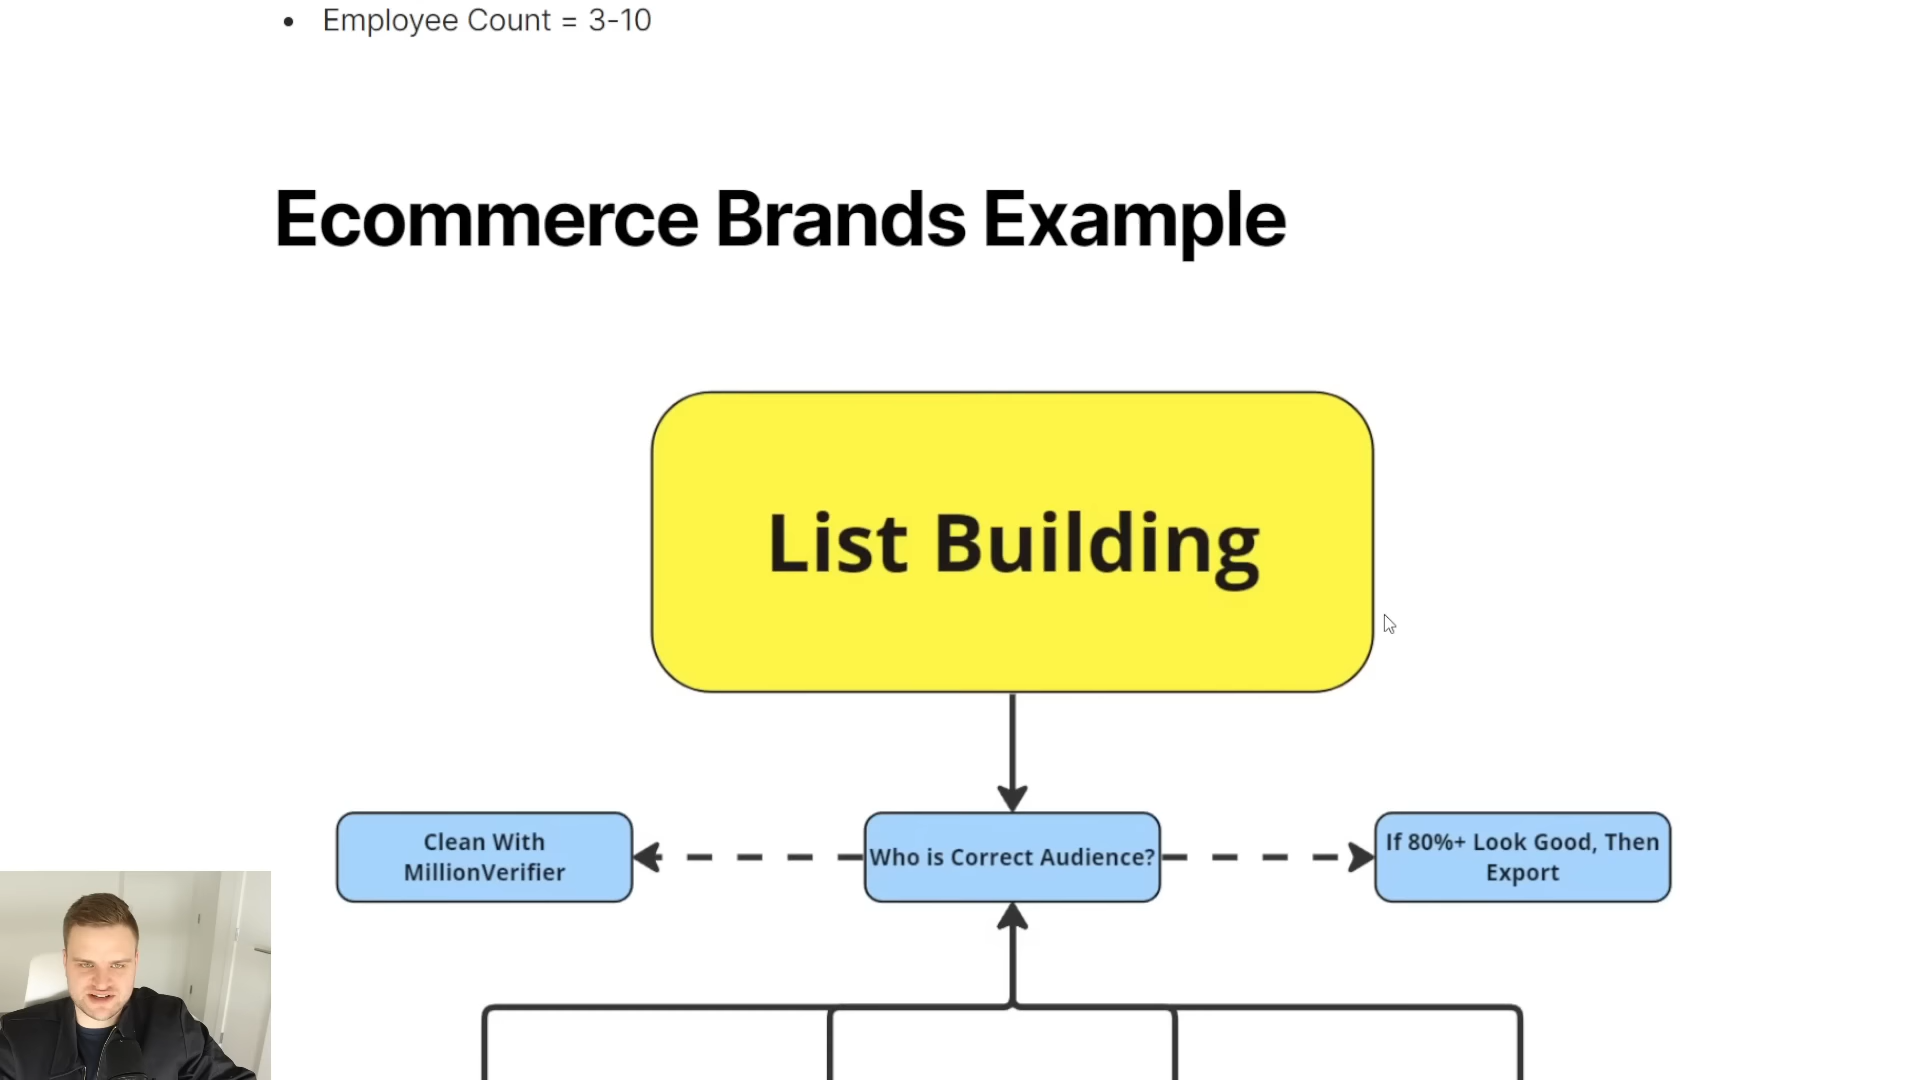 Employee Count = 3-10
Ecommerce Brands Example
List Building
Clean With
MillionVerifier
Who is Correct Audience?
If 80%+ Look Good, Then
Export